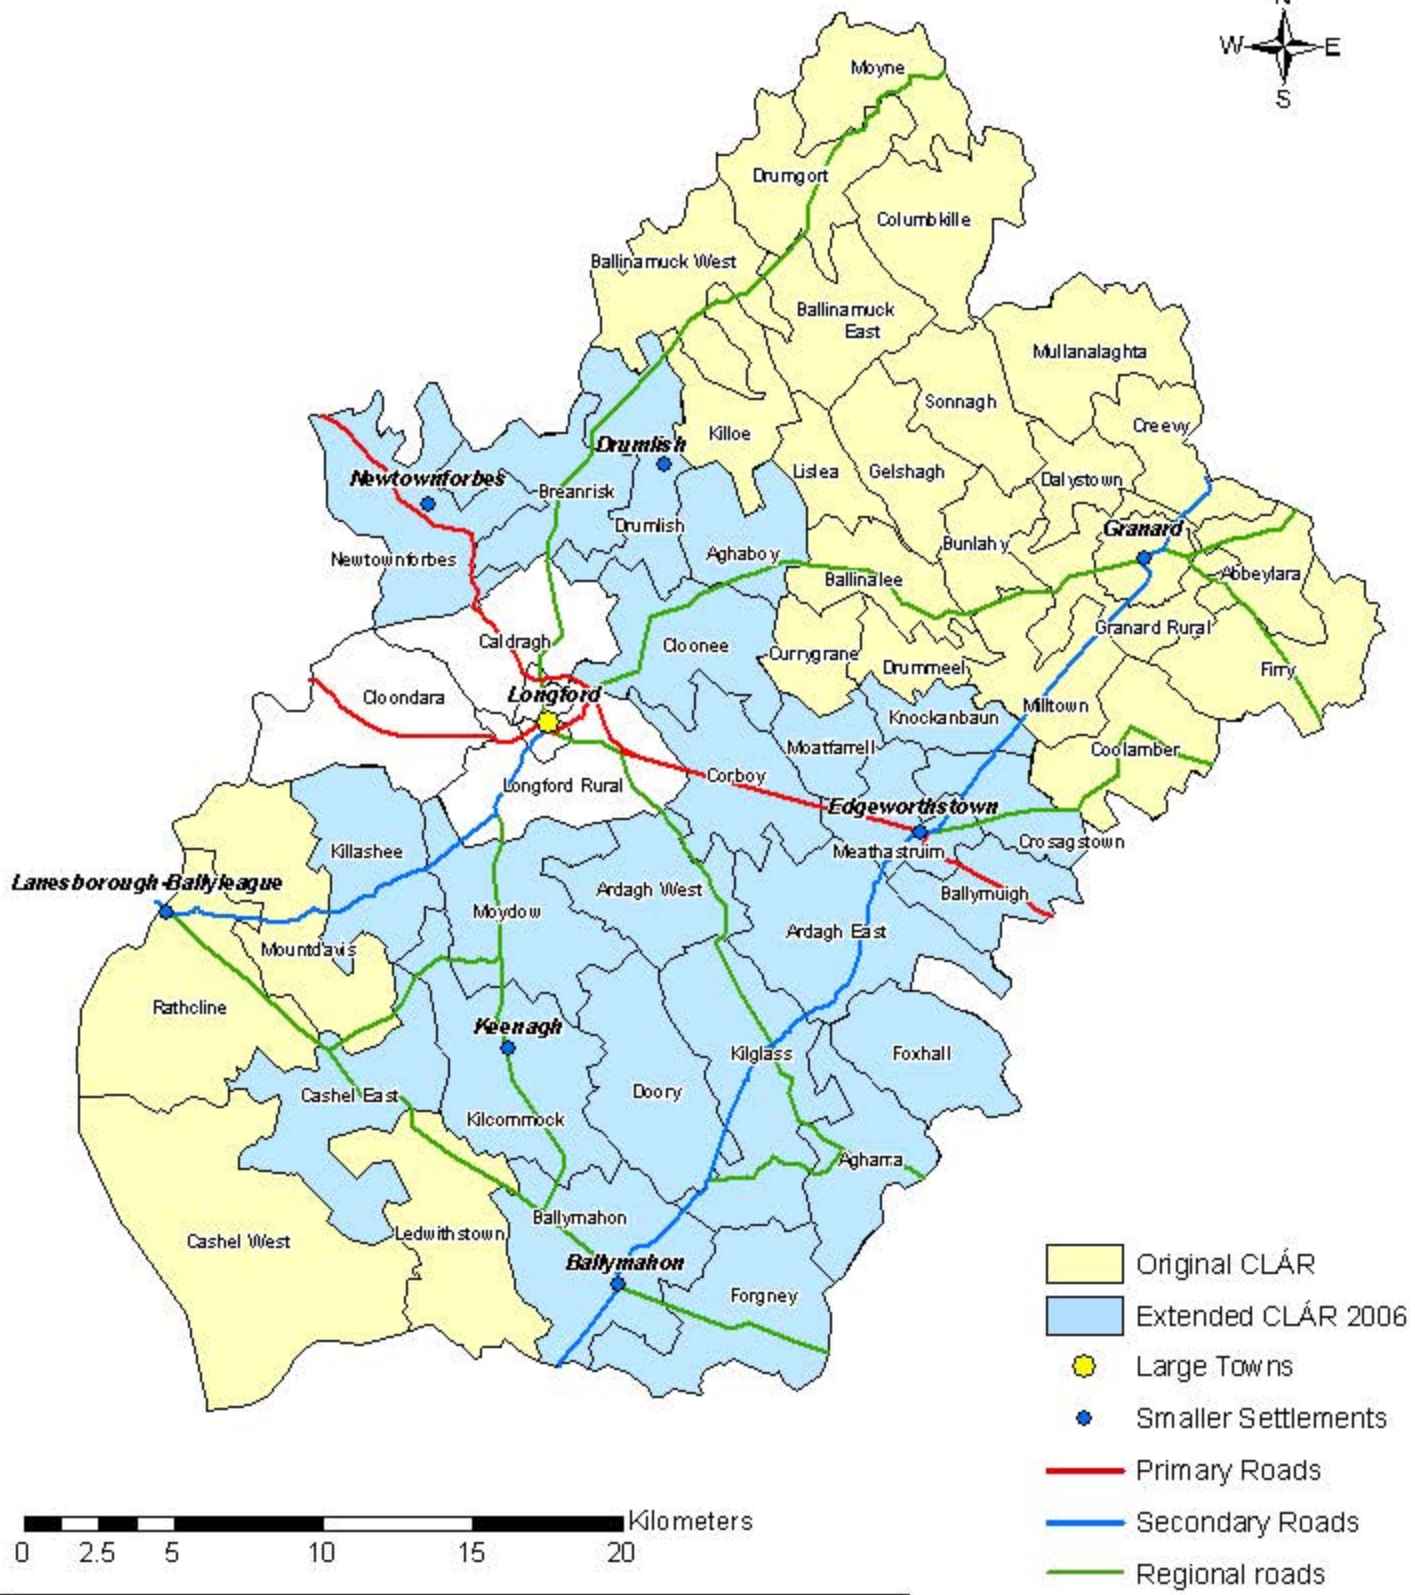 N
W E
S
Moyne
Drumgort
Columbkille
Ballinamuck West
Ballinamuck
East
Mullanalaghta
Sonnagh
Creevy
Killoe
Drumlish
Lislea
Gelshagh
Dalystown
Newtownforbes
Breanrisk
Drumlish
Granard
Bunlahy
Aghaboy
Newtownforbes
Ballinalee
Abbeylara
Granard Rural
Caldragh
Cloonee
Currygrane
Drummeel
Firry
Longford
Cloondara
Knockanbaun
Milltown
Moatfarrell
Coolamber
Corboy
Longford Rural
Edgeworthstown
Crosagstown
Killashee
Meathastruim
Lanesborough-Ballyleague
Ardagh West
Ballymuigh
Moydow
Ardagh East
Mountdavis
Rathcline
Keenagh
Kilglass
Foxhall
Cashel East
Doory
Kilcommock
Agharra
Ballymahon
Ledwithstown
Cashel West
Ballymahon
Forgney
Original CLÁR
Extended CLÁR 2006
Large Towns
Smaller Settlements
Primary Roads
Secondary Roads
Regional roads
Kilometers
0 2.5 5 10 15 20